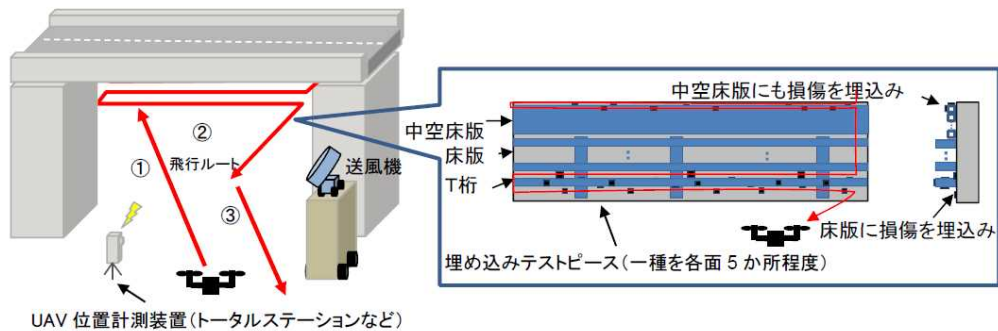 ①
②
飛行ルート
③
送風機
UAV 位置計測装置(トータルステーションなど)
中空床版にも損傷を埋込み
中空床版
床版
T桁
床版に損傷を埋込み
埋め込みテストピース(一種を各面 5 か所程度)